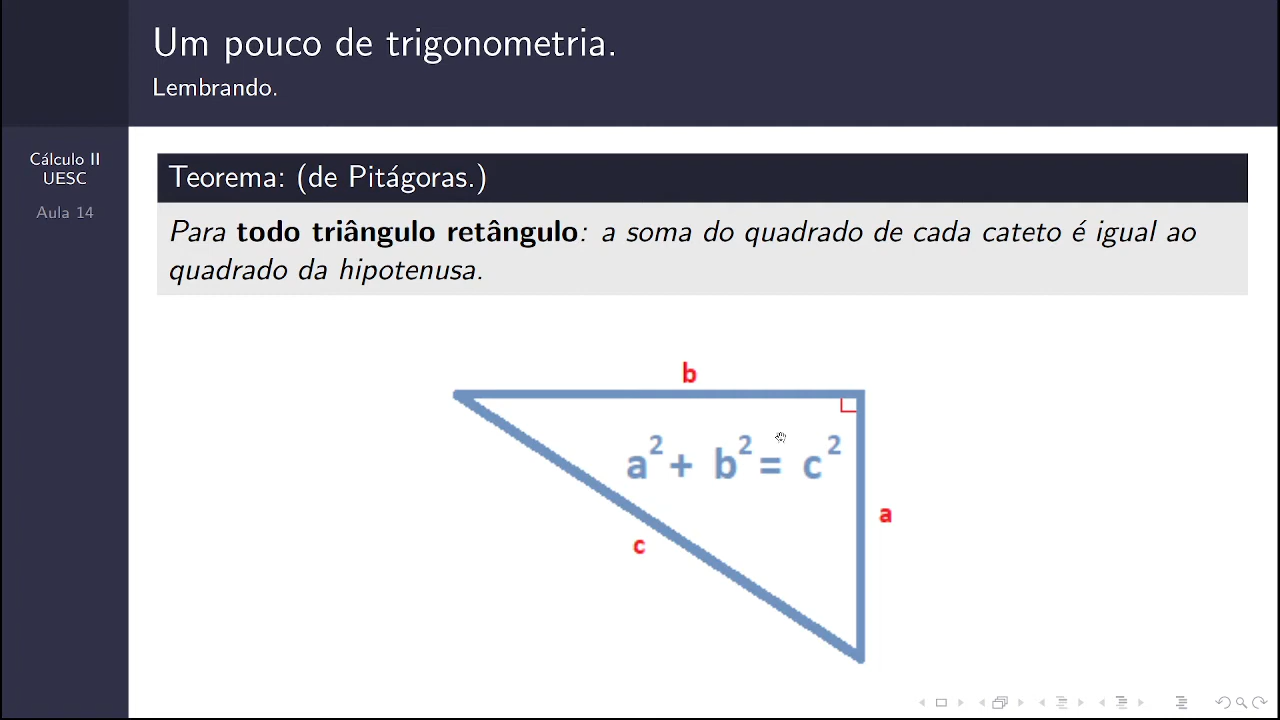 Um pouco de trigonometria.
Lembrando.
Cálculo II
UESC
Aula 14
Teorema: (de Pitágoras.)
Para todo triângulo retângulo: a soma do quadrado de cada cateto é igual ao
quadrado da hipotenusa.
b
a² + b² = c²
a
c